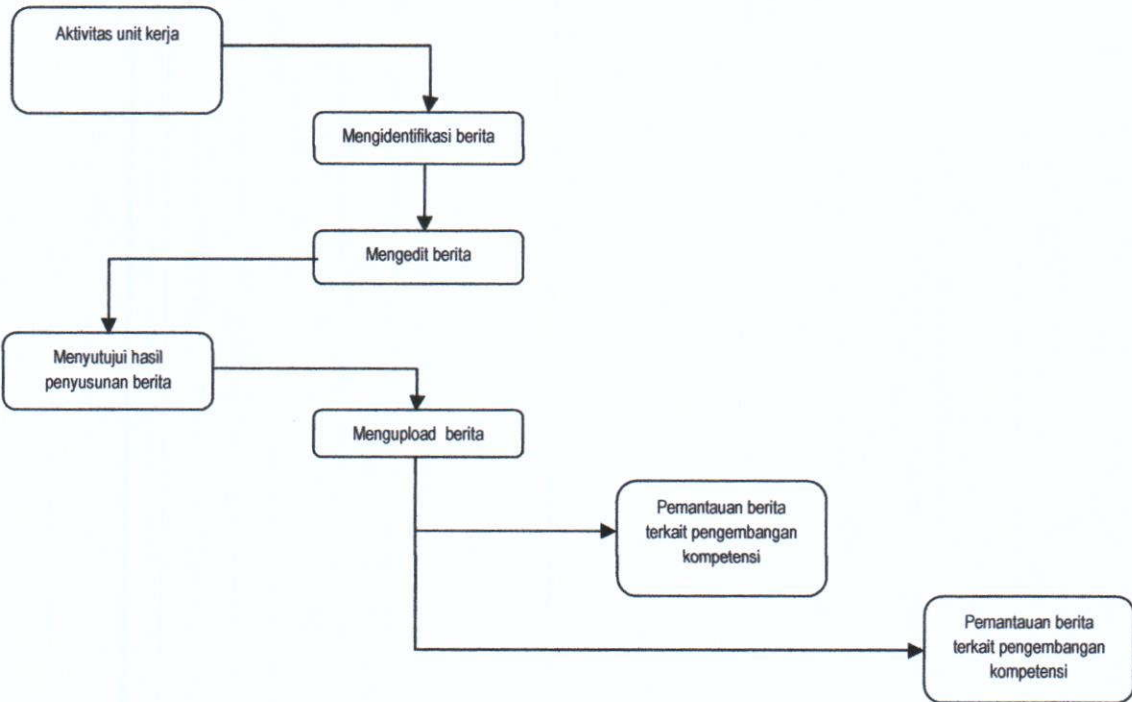 Aktivitas unit kerja
Mengidentifikasi berita
Mengedit berita
Menyutujui hasil
penyusunan berita
Mengupload berita
Pemantauan berita
terkait pengembangan
kompetensi
Pemantauan berita
terkait pengembangan
kompetensi